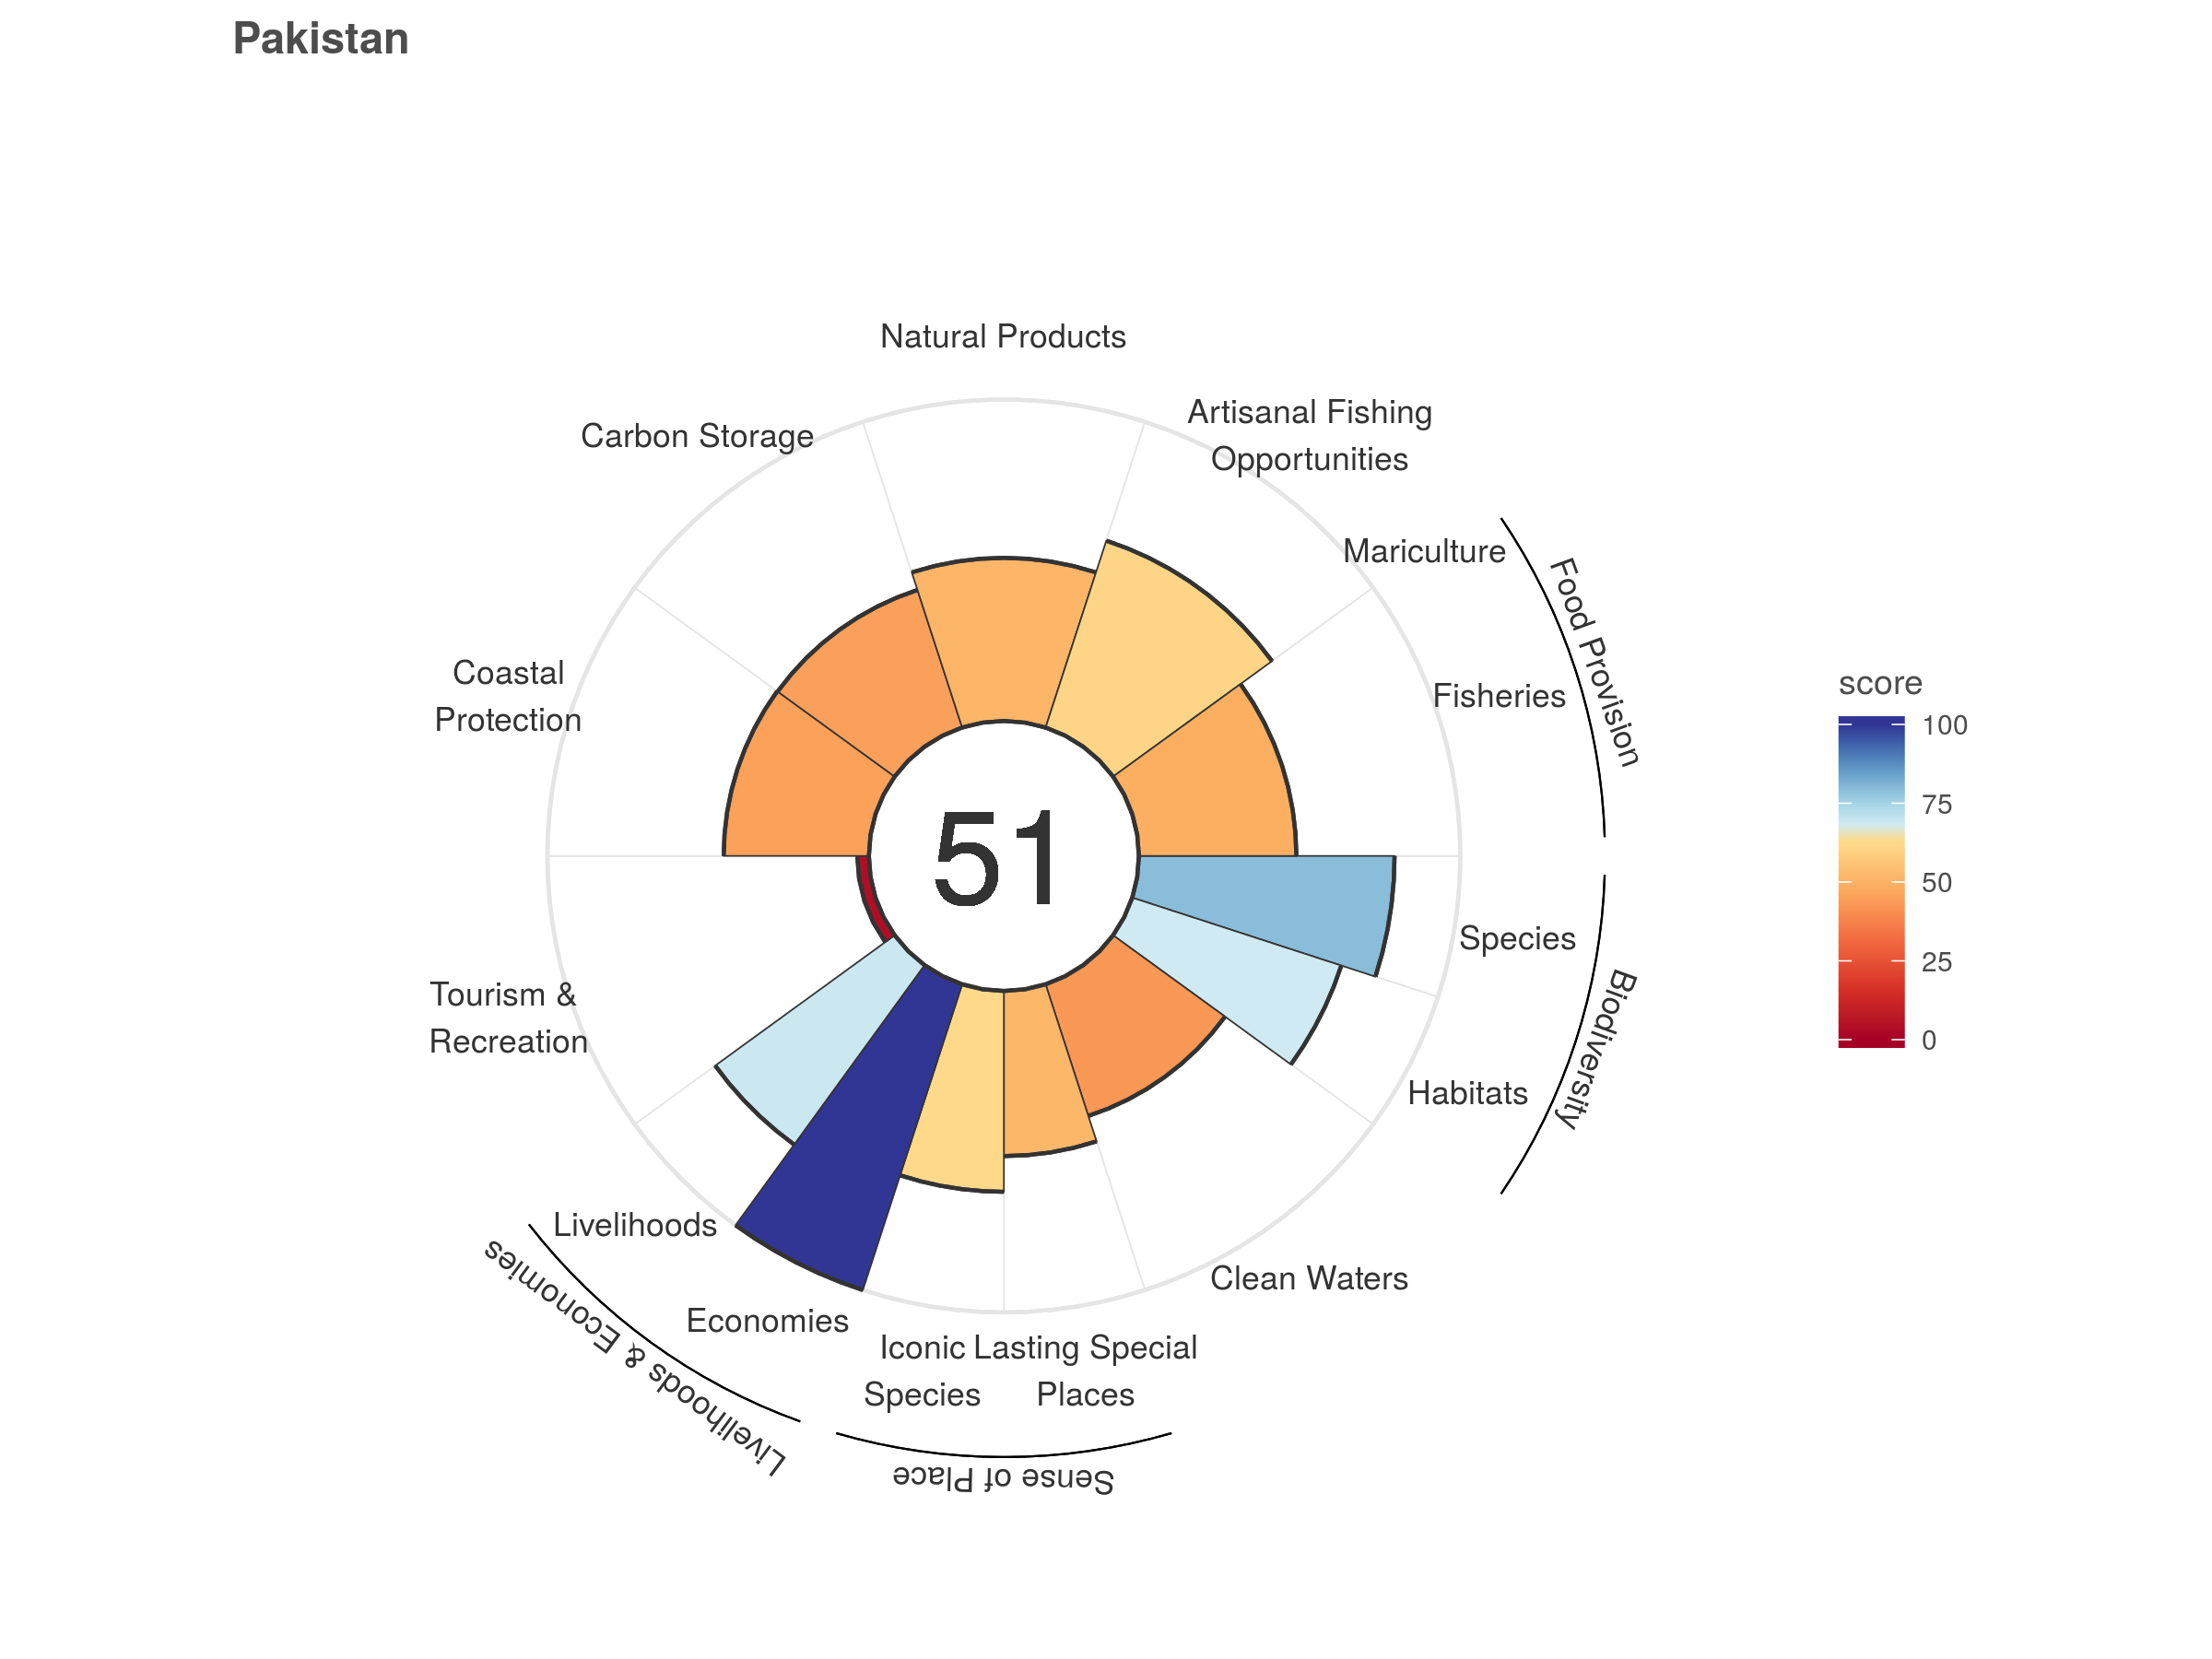 Pakistan
Natural Products
Artisanal Fishing
Opportunities
Carbon Storage
Mariculture
Food Provision
Fisheries
Coastal
Protection
51
Species
Biodiversity
Habitats
Tourism &
Recreation
Clean Waters
Livelihoods
Economies
Livelihoods & Economies
Iconic
Species
Lasting Special
Places
Sense of Place
score
100
75
50
25
0